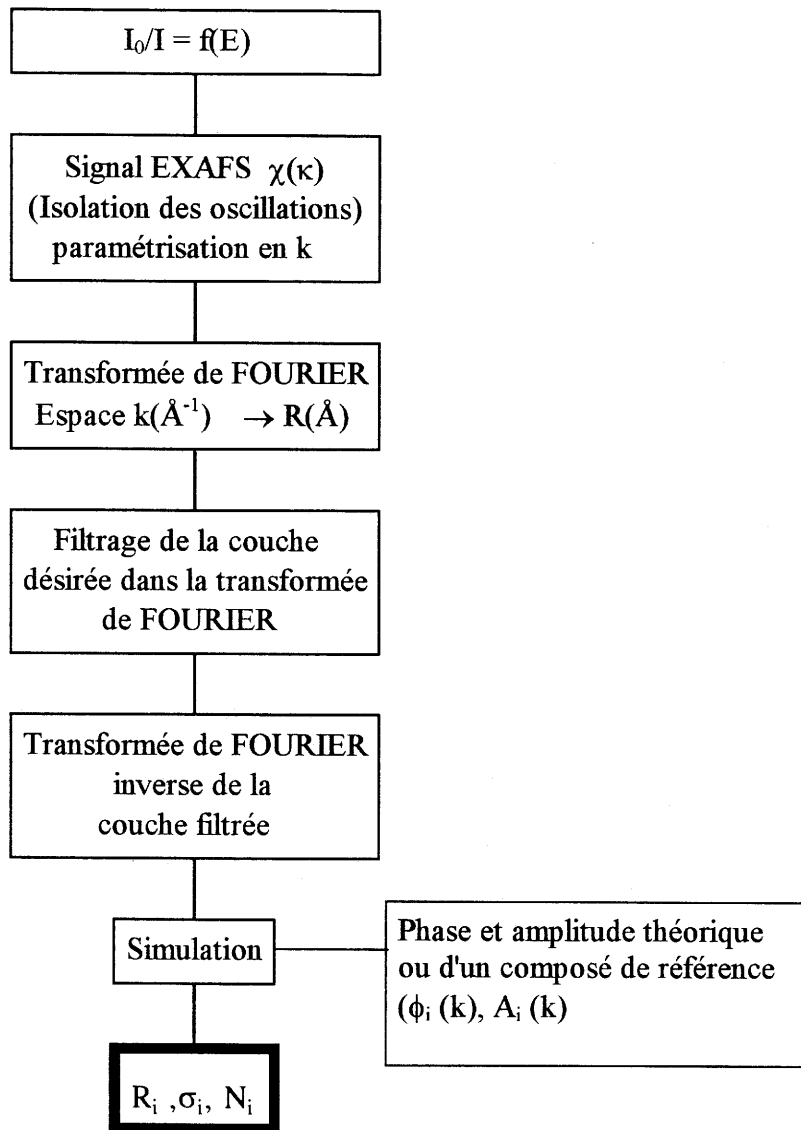 I₀/I = f(E)
Signal EXAFS χ(κ)
(Isolation des oscillations)
paramétrisation en k
Transformée de FOURIER
Espace k(Å⁻¹) → R(Å)
Filtrage de la couche
désirée dans la transformée
de FOURIER
Transformée de FOURIER
inverse de la
couche filtrée
Simulation
Phase et amplitude théorique
ou d'un composé de référence
(ϕᵢ (k), Aᵢ (k)
Rᵢ ,σᵢ, Nᵢ